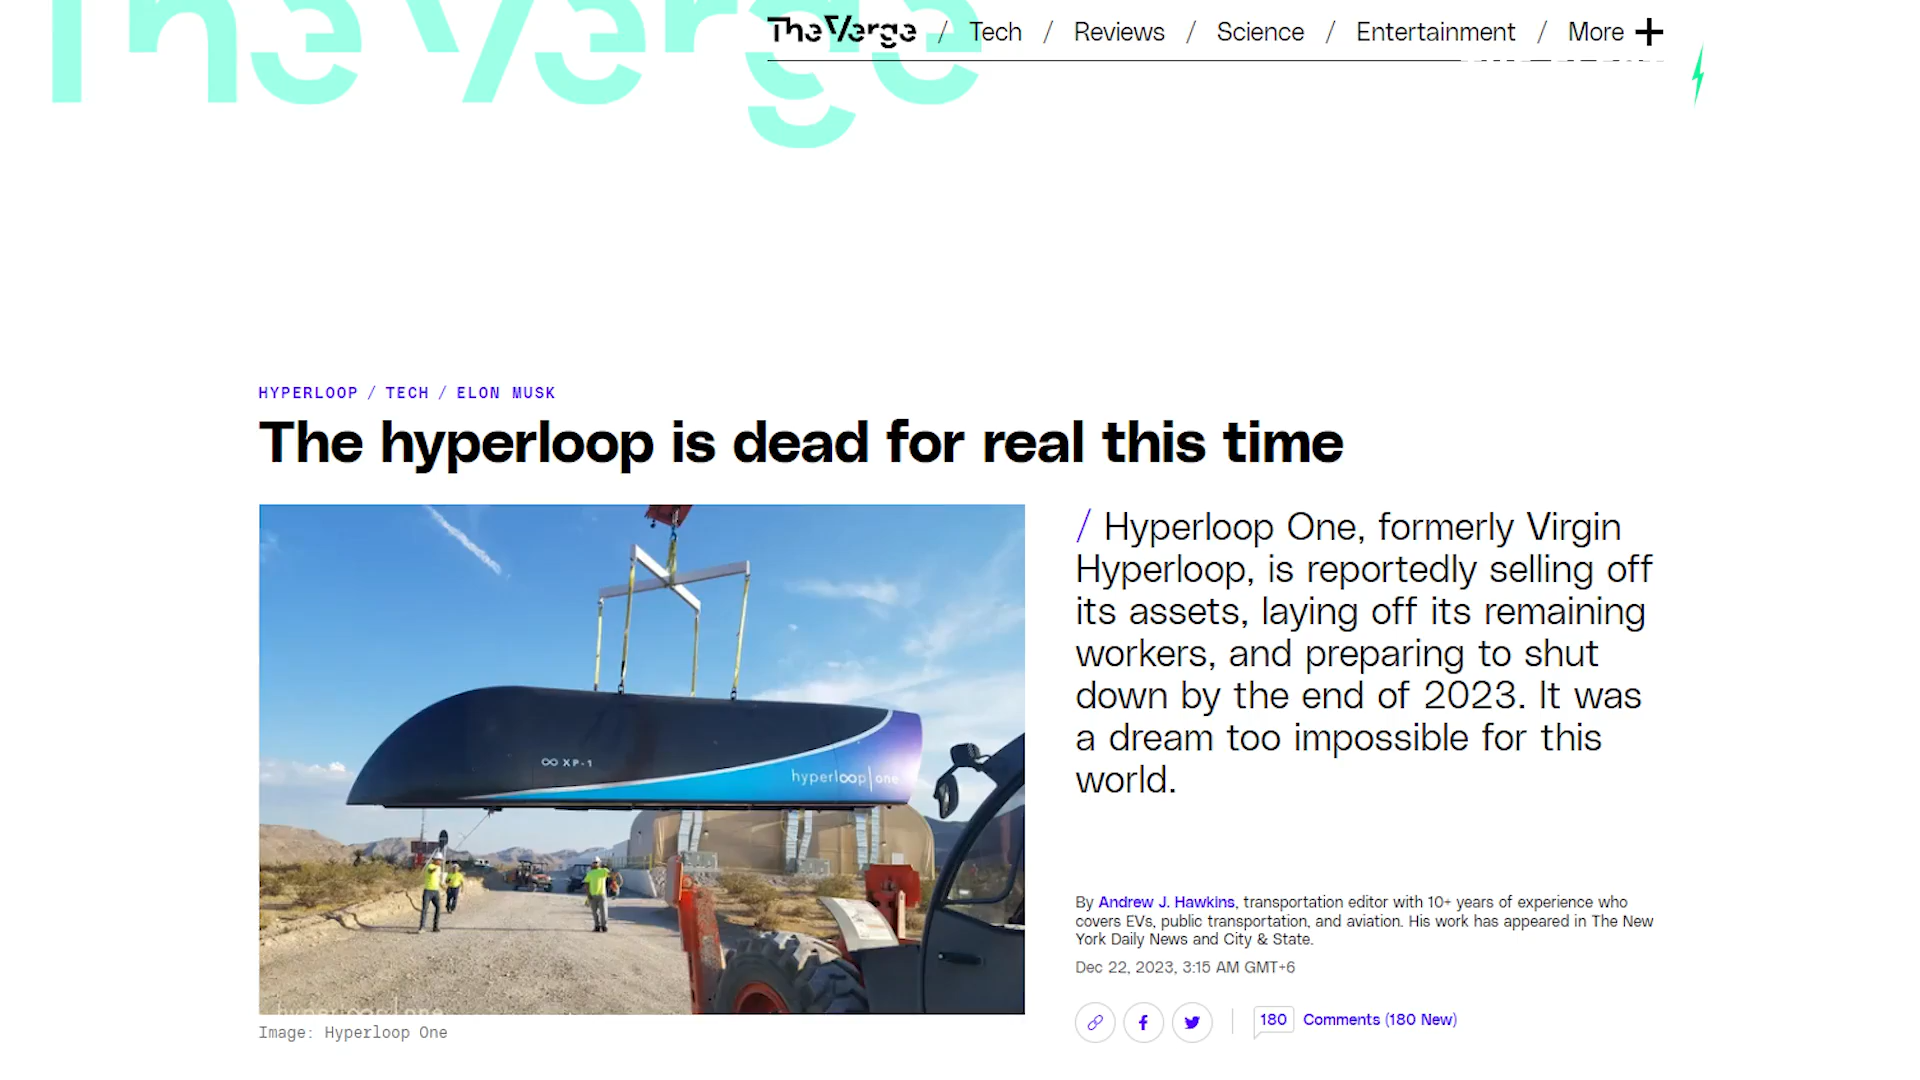 The Verge
The Verge / Tech / Reviews / Science / Entertainment / More +
HYPERLOOP / TECH / ELON MUSK
The hyperloop is dead for real this time
∞ XP-1
hyperloop|one
/ Hyperloop One, formerly Virgin
Hyperloop, is reportedly selling off
its assets, laying off its remaining
workers, and preparing to shut
down by the end of 2023. It was
a dream too impossible for this
world.
By Andrew J. Hawkins, transportation editor with 10+ years of experience who
covers EVs, public transportation, and aviation. His work has appeared in The New
York Daily News and City & State.
Dec 22, 2023, 3:15 AM GMT+6
180 Comments (180 New)
Image: Hyperloop One